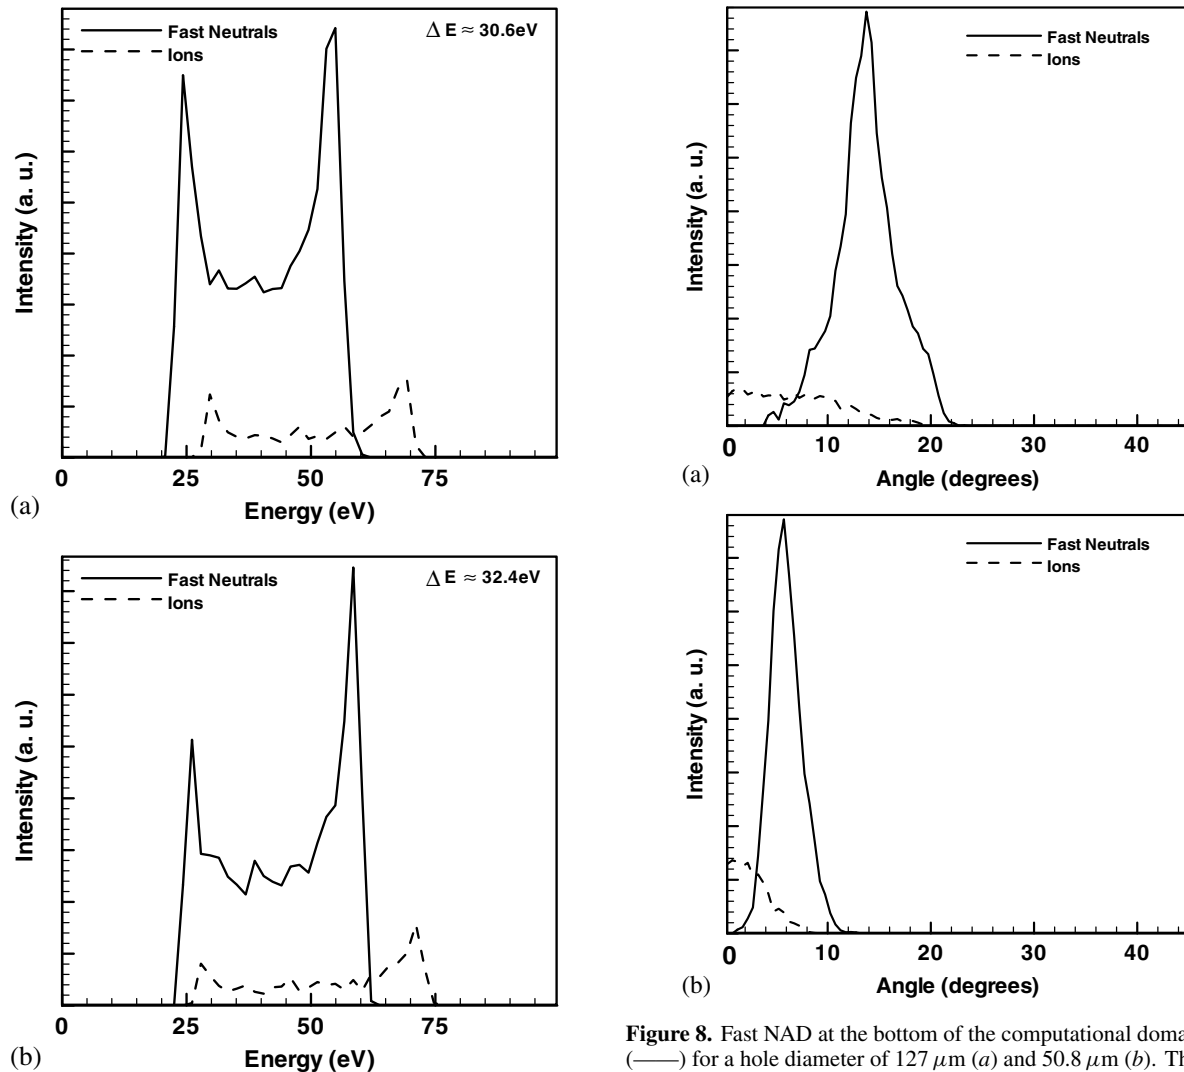 Fast Neutrals
Ions
Δ E ≈ 30.6eV
Intensity (a. u.)
0 25 50 75
Energy (eV)
(a)
Fast Neutrals
Ions
Δ E ≈ 32.4eV
Intensity (a. u.)
0 25 50 75
Energy (eV)
(b)
Fast Neutrals
Ions
Intensity (a. u.)
0 10 20 30 40
Angle (degrees)
(a)
Fast Neutrals
Ions
Intensity (a. u.)
0 10 20 30 40
Angle (degrees)
(b)
Figure 8. Fast NAD at the bottom of the computational doma
(——) for a hole diameter of 127 μm (a) and 50.8 μm (b). Th